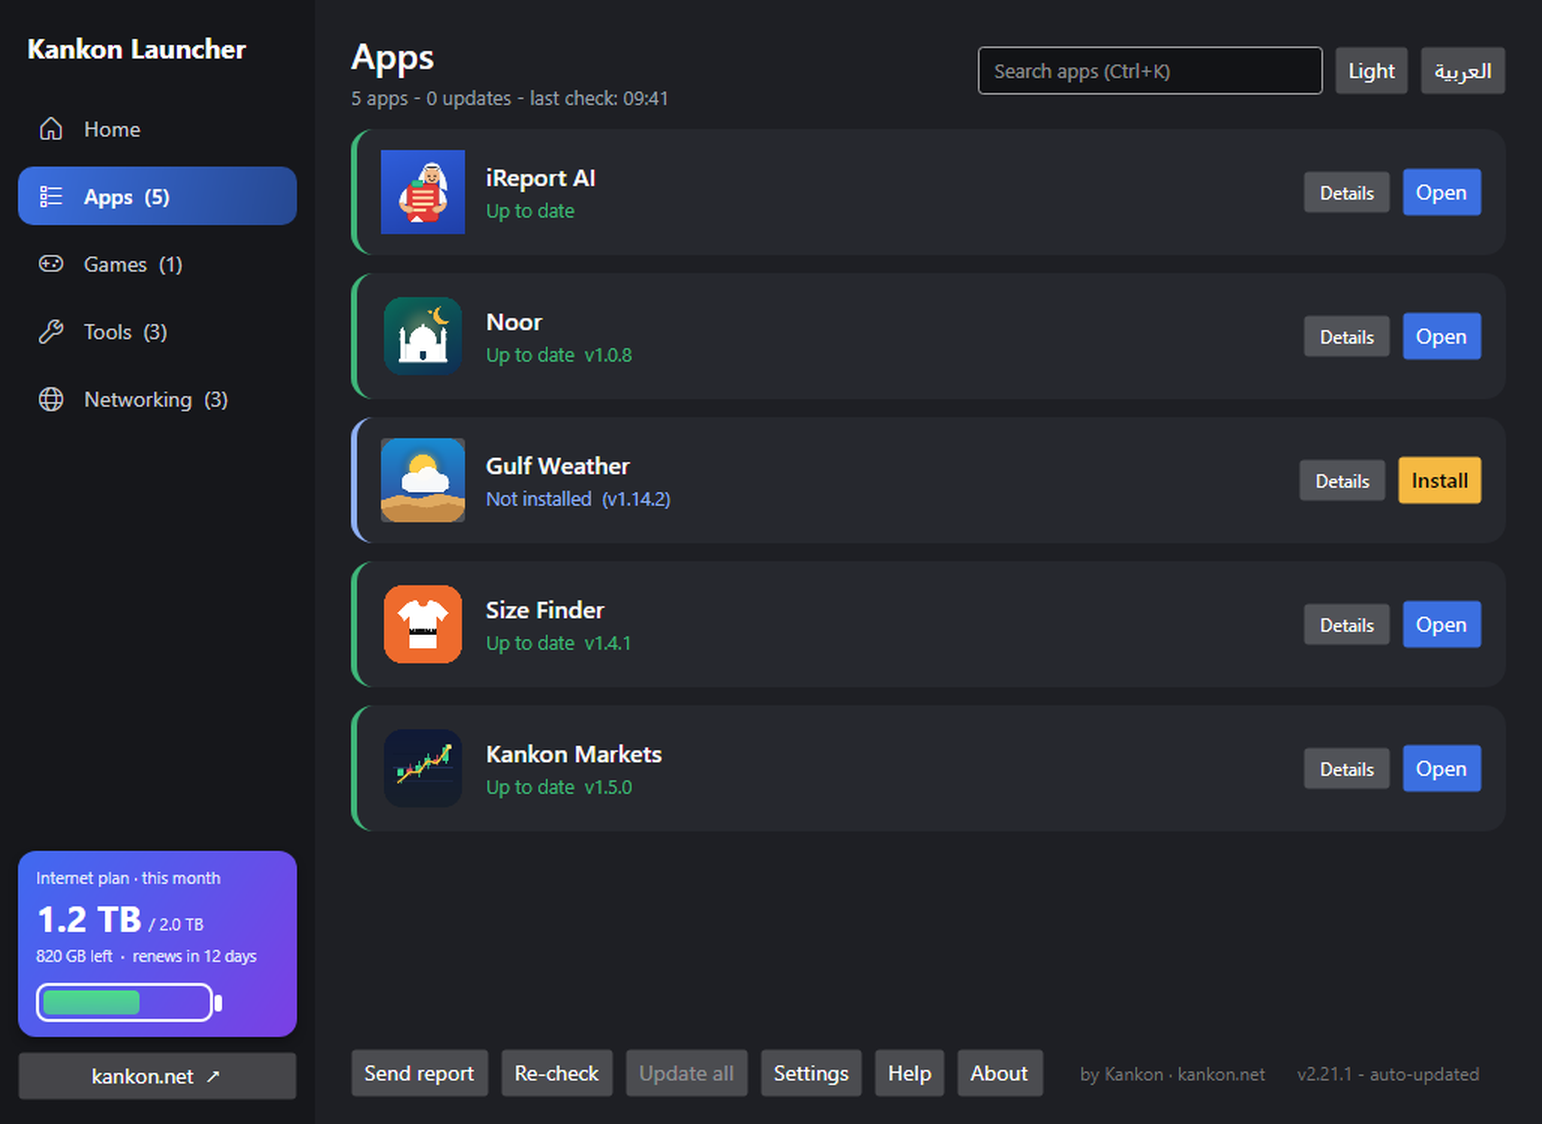 Kankon Launcher
Home
Apps (5)
Games (1)
Tools (3)
Networking (3)
Internet plan · this month
1.2 TB / 2.0 TB
820 GB left · renews in 12 days
kankon.net ↗
Apps
5 apps - 0 updates - last check: 09:41
Search apps (Ctrl+K)
Light
العربية
iReport AI
Up to date
Details
Open
Noor
Up to date v1.0.8
Details
Open
Gulf Weather
Not installed (v1.14.2)
Details
Install
Size Finder
Up to date v1.4.1
Details
Open
Kankon Markets
Up to date v1.5.0
Details
Open
Send report
Re-check
Update all
Settings
Help
About
by Kankon · kankon.net
v2.21.1 - auto-updated